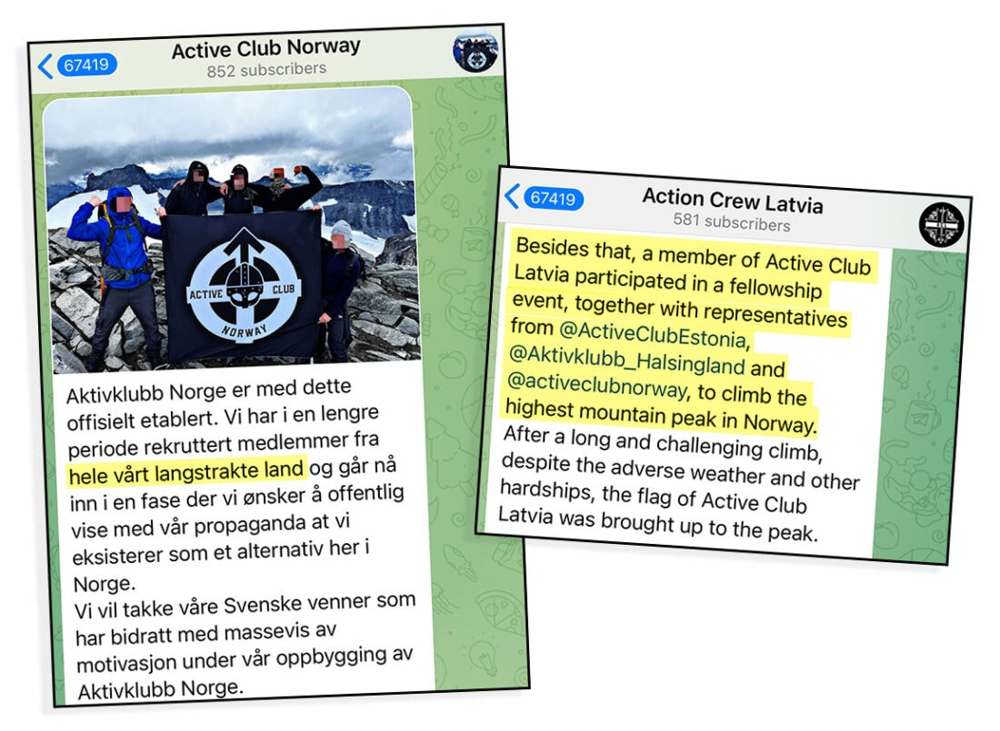 67419
Active Club Norway
852 subscribers
ACTIVE CLUB
NORWAY
Aktivklubb Norge er med dette
offisielt etablert. Vi har i en lengre
periode rekruttert medlemmer fra
hele vårt langstrakte land og går nå
inn i en fase der vi ønsker å offentlig
vise med vår propaganda at vi
eksisterer som et alternativ her i
Norge.
Vi vil takke våre Svenske venner som
har bidratt med massevis av
motivasjon under vår oppbygging av
Aktivklubb Norge.
67419
Action Crew Latvia
581 subscribers
Besides that, a member of Active Club
Latvia participated in a fellowship
event, together with representatives
from @ActiveClubEstonia,
@Aktivklubb_Halsingland and
@activeclubnorway, to climb the
highest mountain peak in Norway.
After a long and challenging climb,
despite the adverse weather and other
hardships, the flag of Active Club
Latvia was brought up to the peak.